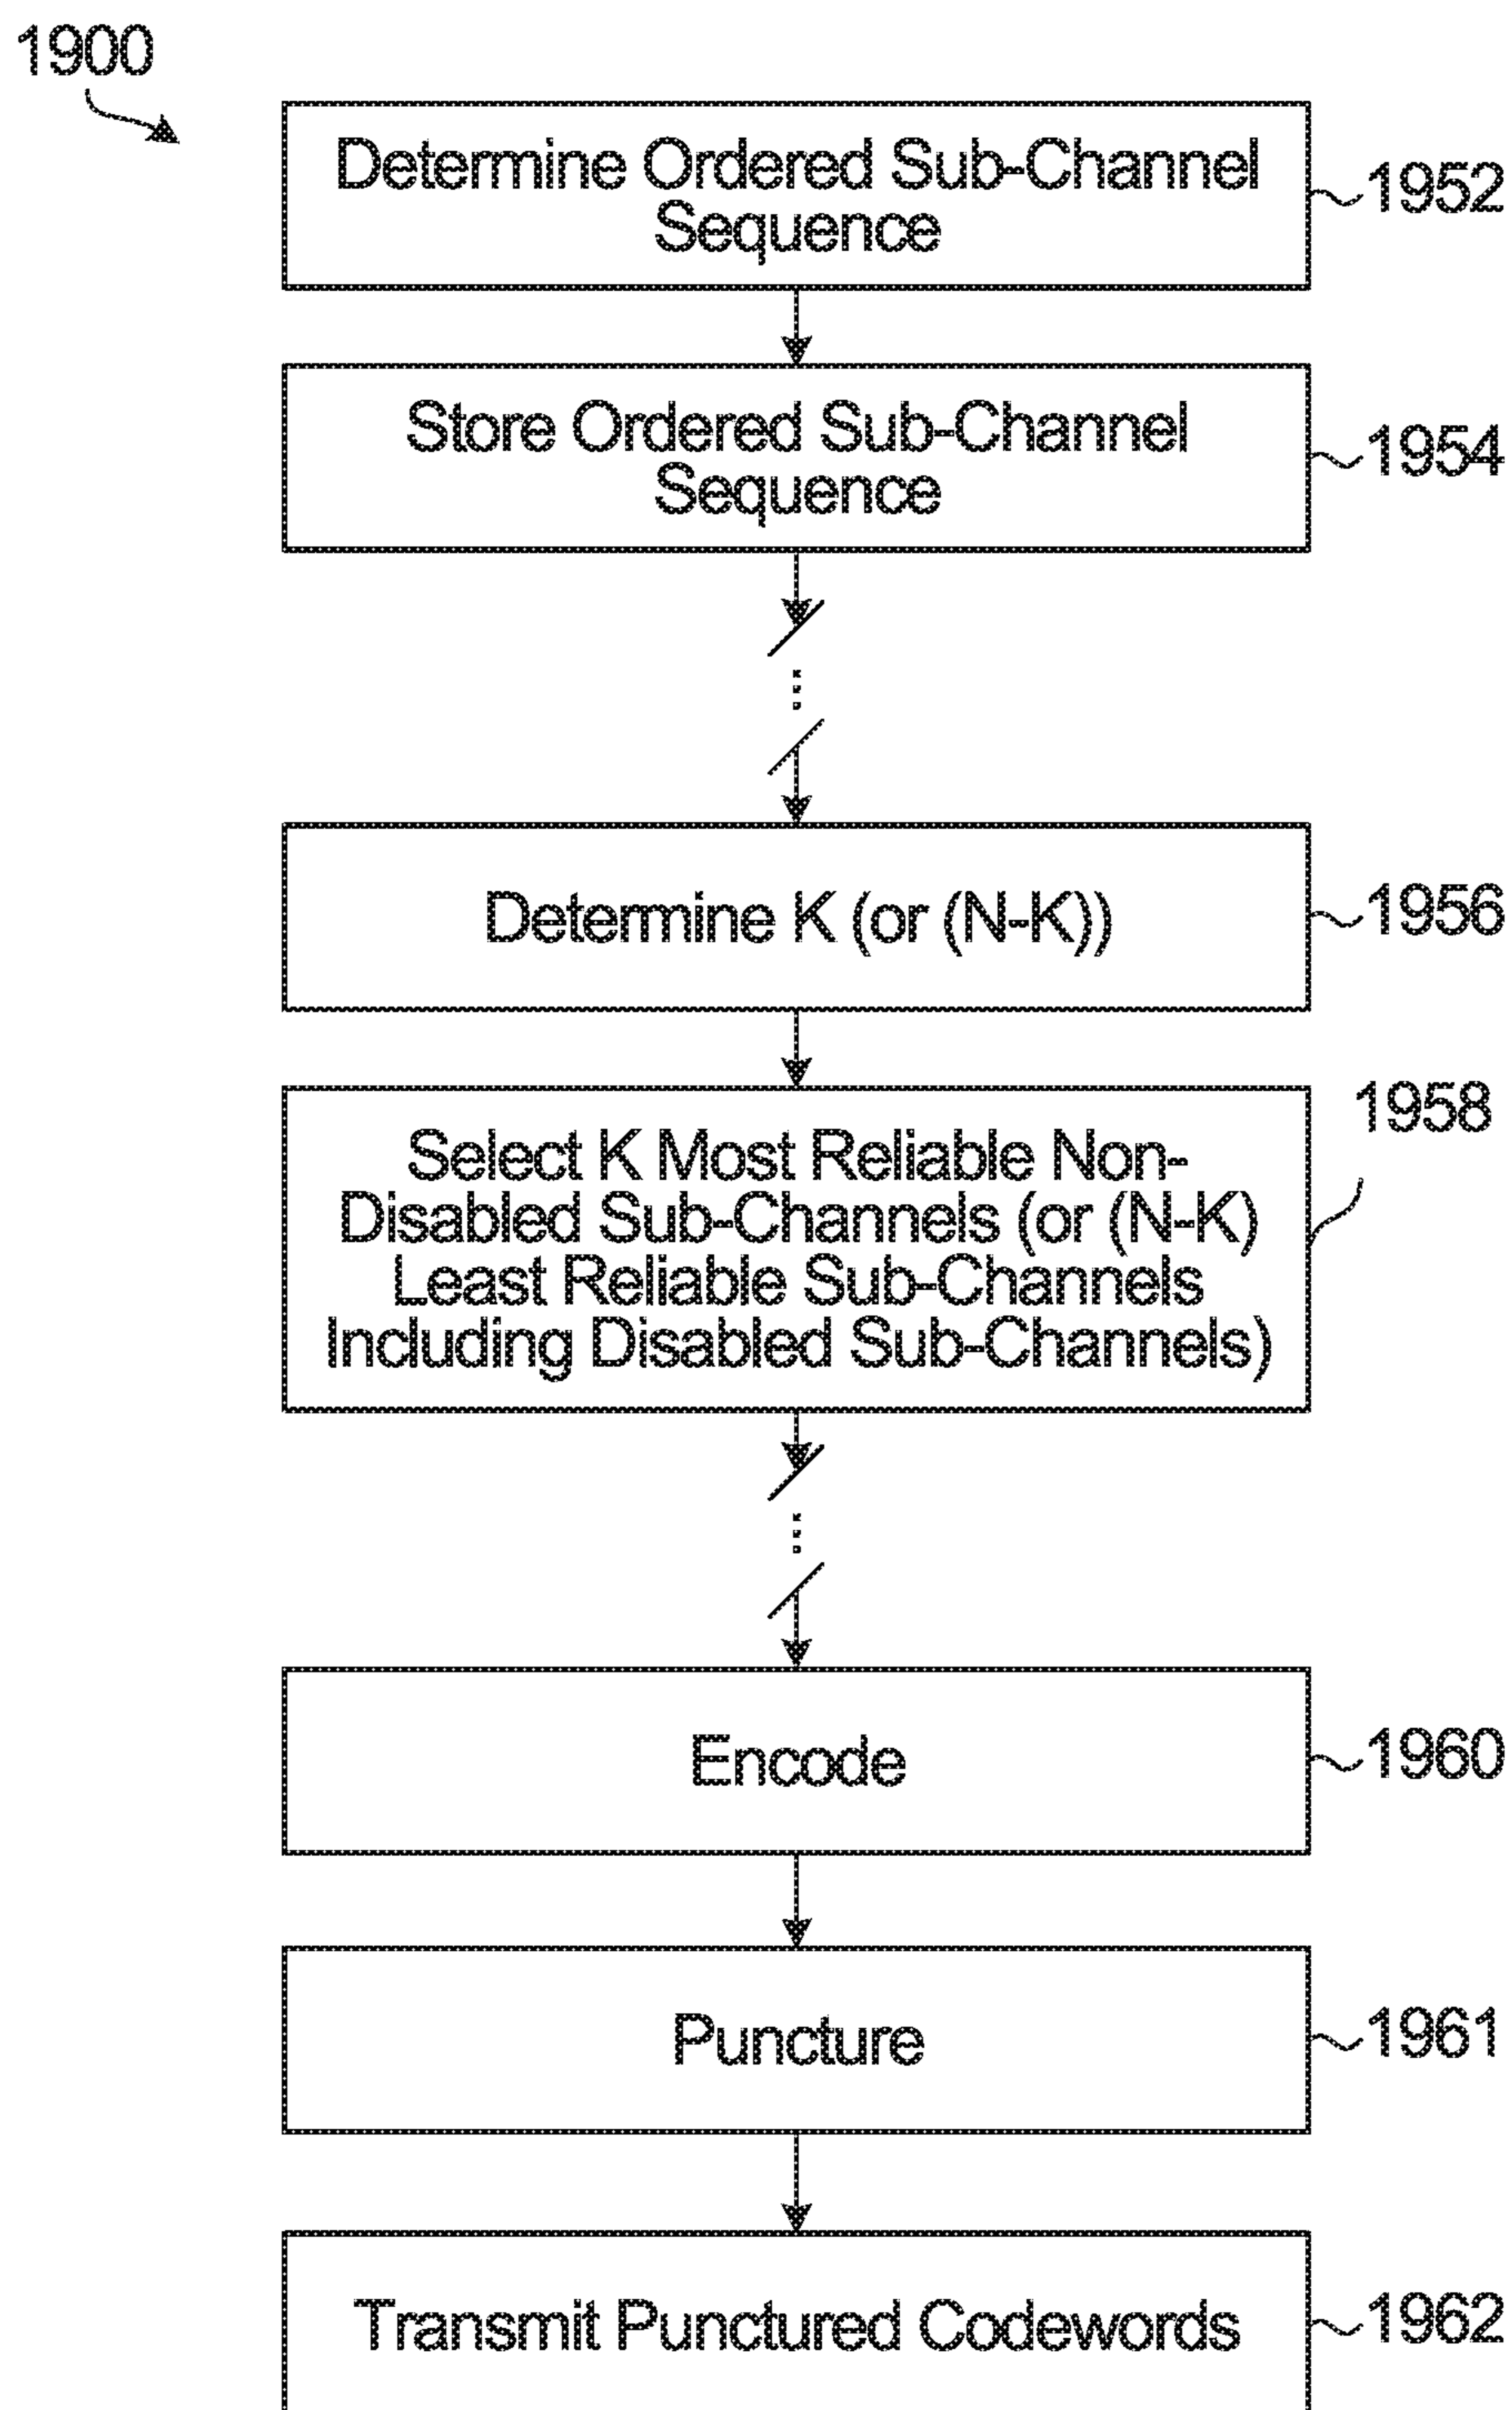 1900
Determine Ordered Sub-Channel
Sequence
1952
Store Ordered Sub-Channel
Sequence
1954
Determine K (or (N-K))
1956
Select K Most Reliable Non-
Disabled Sub-Channels (or (N-K)
Least Reliable Sub-Channels
Including Disabled Sub-Channels)
1958
Encode
1960
Puncture
1961
Transmit Punctured Codewords
1962